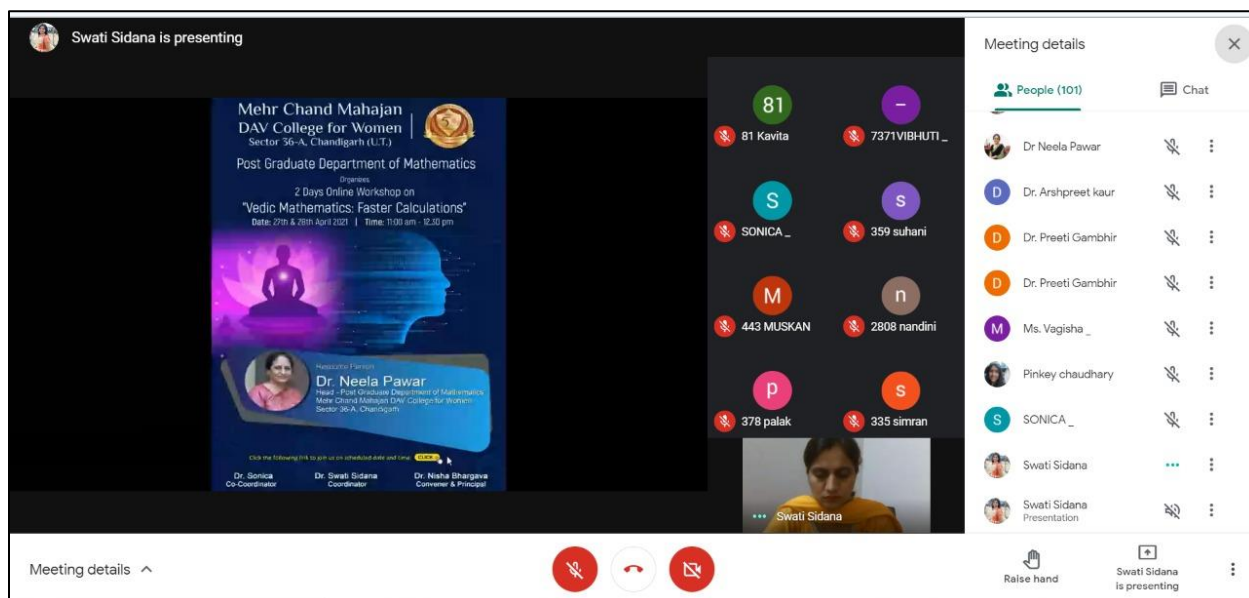 Swati Sidana is presenting
Mehr Chand Mahajan
DAV College for Women
Sector 36-A, Chandigarh (U.T.)
Post Graduate Department of Mathematics
Organizes
2 Days Online Workshop on
"Vedic Mathematics: Faster Calculations"
Date: 27th & 28th April 2021 | Time: 11:00 am - 12.30 pm
Resource Person
Dr. Neela Pawar
Head - Post Graduate Department of Mathematics
Mehr Chand Mahajan DAV College for Women
Sector 36-A, Chandigarh
Click the following link to join us on scheduled date and time CLICK
Dr. Sonica
Co-Coordinator
Dr. Swati Sidana
Coordinator
Dr. Nisha Bhargava
Convener & Principal
81
81 Kavita
–
7371VIBHUTI _
S
SONICA _
s
359 suhani
M
443 MUSKAN
n
2808 nandini
p
378 palak
s
335 simran
Swati Sidana
Meeting details
People (101)
Chat
Dr Neela Pawar
D
Dr. Arshpreet kaur
D
Dr. Preeti Gambhir
D
Dr. Preeti Gambhir
M
Ms. Vagisha _
Pinkey chaudhary
S
SONICA _
Swati Sidana
Swati Sidana
Presentation
Meeting details
Raise hand
Swati Sidana
is presenting